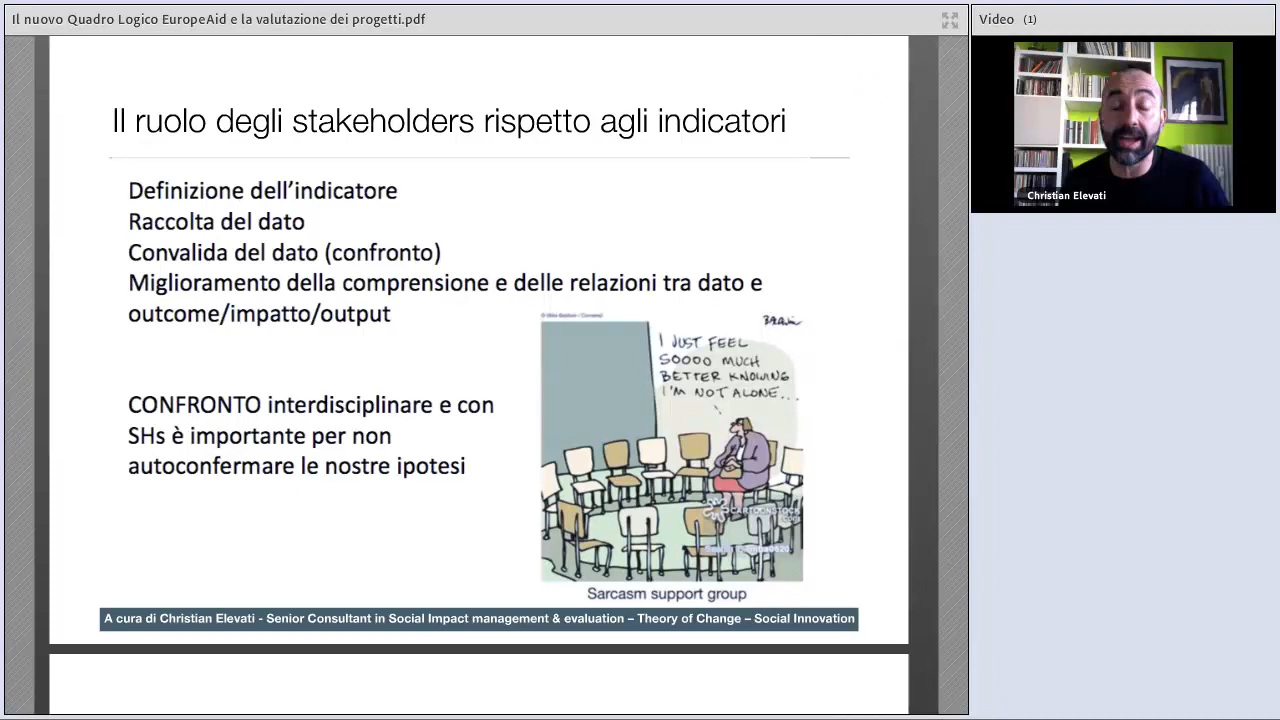 Il nuovo Quadro Logico EuropeAid e la valutazione dei progetti.pdf
Video (1)
Christian Elevati
Il ruolo degli stakeholders rispetto agli indicatori
Definizione dell’indicatore
Raccolta del dato
Convalida del dato (confronto)
Miglioramento della comprensione e delle relazioni tra dato e
outcome/impatto/output
CONFRONTO interdisciplinare e con
SHs è importante per non
autoconfermare le nostre ipotesi
I JUST FEEL
SOOOO MUCH
BETTER KNOWING
I'M NOT ALONE...
CARTOONSTOCK
.com
Sarcasm support group
A cura di Christian Elevati - Senior Consultant in Social Impact management & evaluation – Theory of Change – Social Innovation